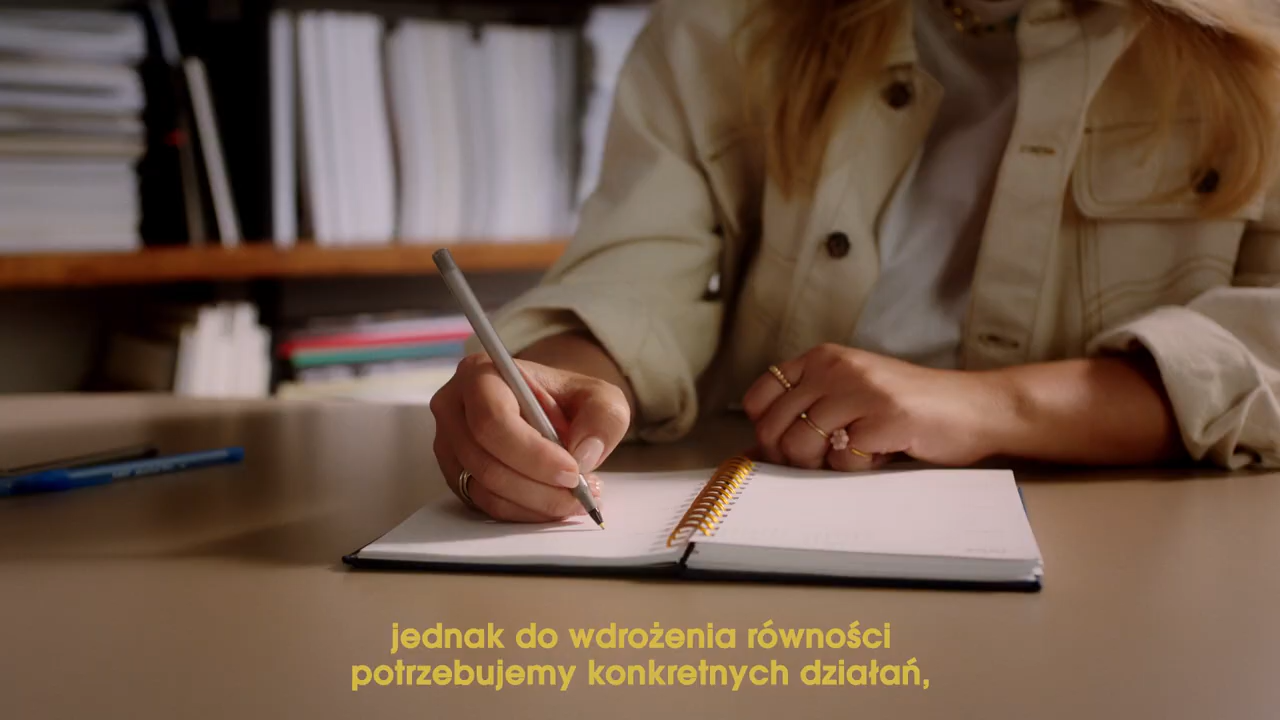 jednak do wdrożenia równości
potrzebujemy konkretnych działań,